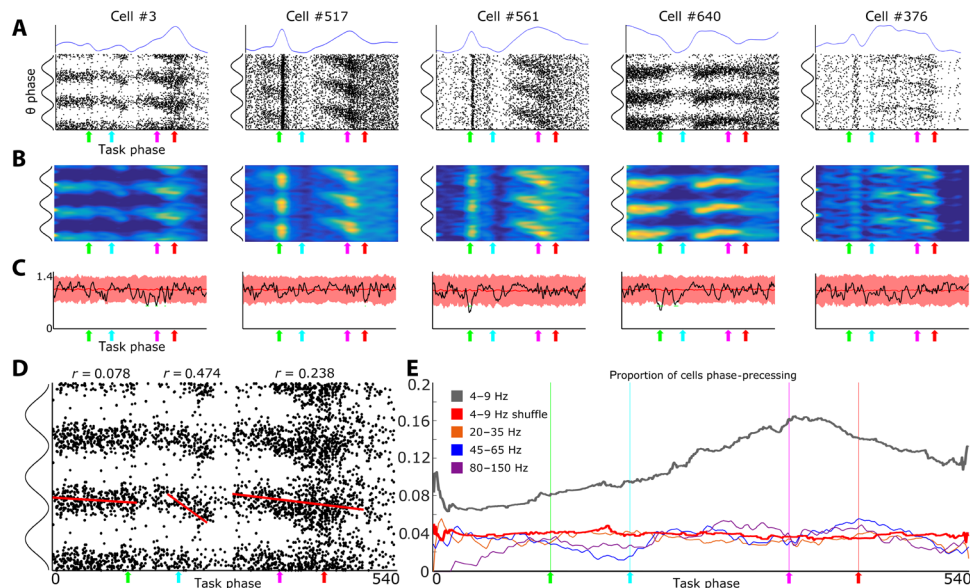 A
Cell #3
Cell #517
Cell #561
Cell #640
Cell #376
θ phase
Task phase
B
C
1.4
0
Task phase
D
r = 0.078
r = 0.474
r = 0.238
0
Task phase
540
E
Proportion of cells phase-precessing
0.2
0.16
0.12
0.08
0.04
0
4–9 Hz
4–9 Hz shuffle
20–35 Hz
45–65 Hz
80–150 Hz
0
Task phase
540